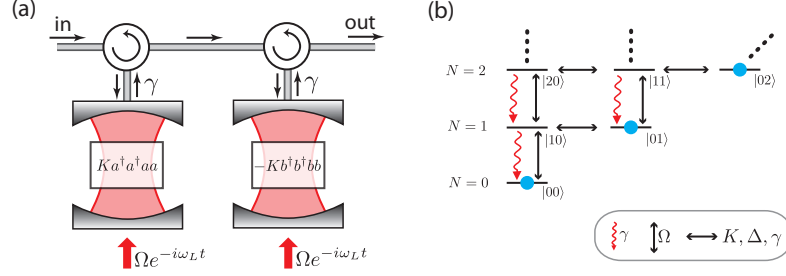 (a)
in
out
γ
γ
Ka†a†aa
−Kb†b†bb
Ωe^{−iω_L t}
Ωe^{−iω_L t}
(b)
N = 2
|20⟩
|11⟩
|02⟩
N = 1
|10⟩
|01⟩
N = 0
|00⟩
γ
Ω
K, Δ, γ